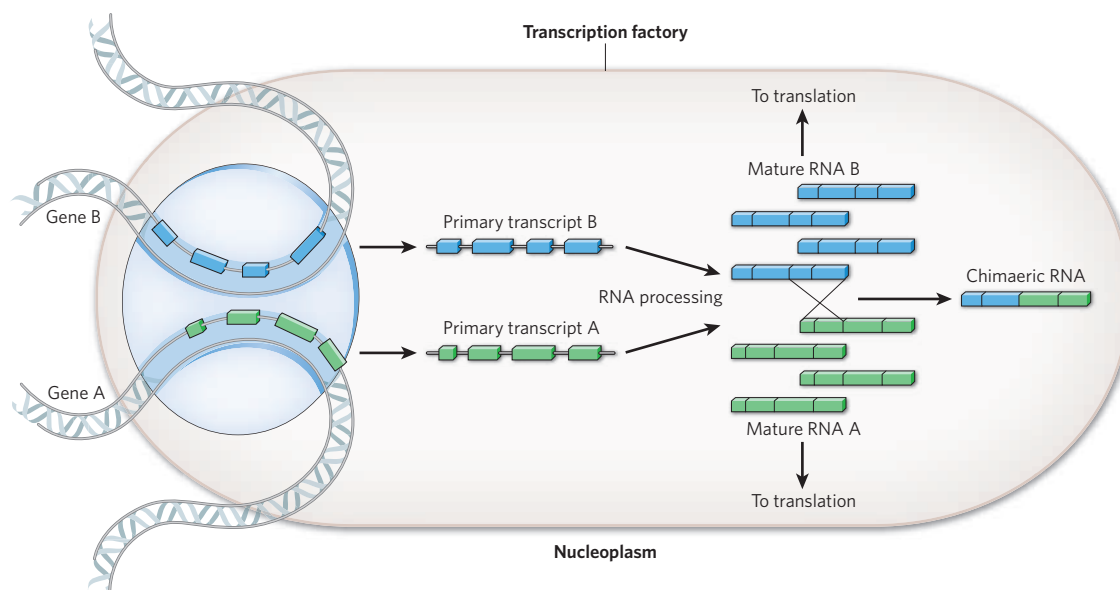 Transcription factory
To translation
Mature RNA B
Gene B
Primary transcript B
Chimaeric RNA
RNA processing
Primary transcript A
Gene A
Mature RNA A
To translation
Nucleoplasm